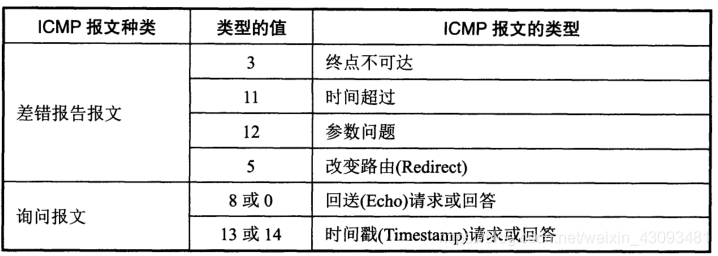 ICMP 报文种类 类型的值 ICMP 报文的类型
差错报告报文 3 终点不可达
11 时间超过
12 参数问题
5 改变路由(Redirect)
询问报文 8 或 0 回送(Echo)请求或回答
13 或 14 时间戳(Timestamp)请求或回答
net/weixin_43093481